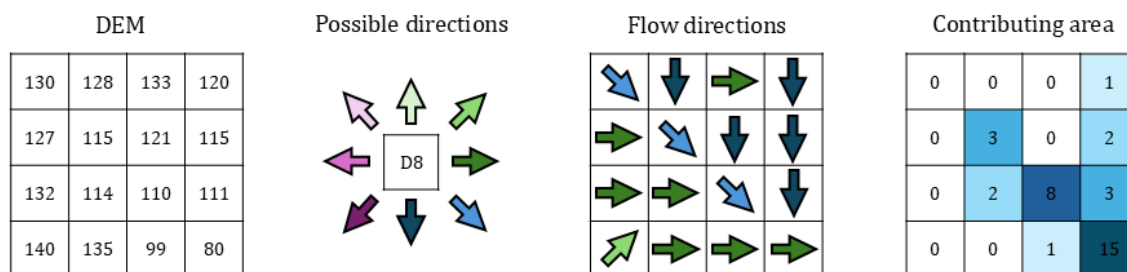 DEM
Possible directions
Flow directions
Contributing area
130 128 133 120
127 115 121 115
132 114 110 111
140 135 99 80
D8
0 0 0 1
0 3 0 2
0 2 8 3
0 0 1 15